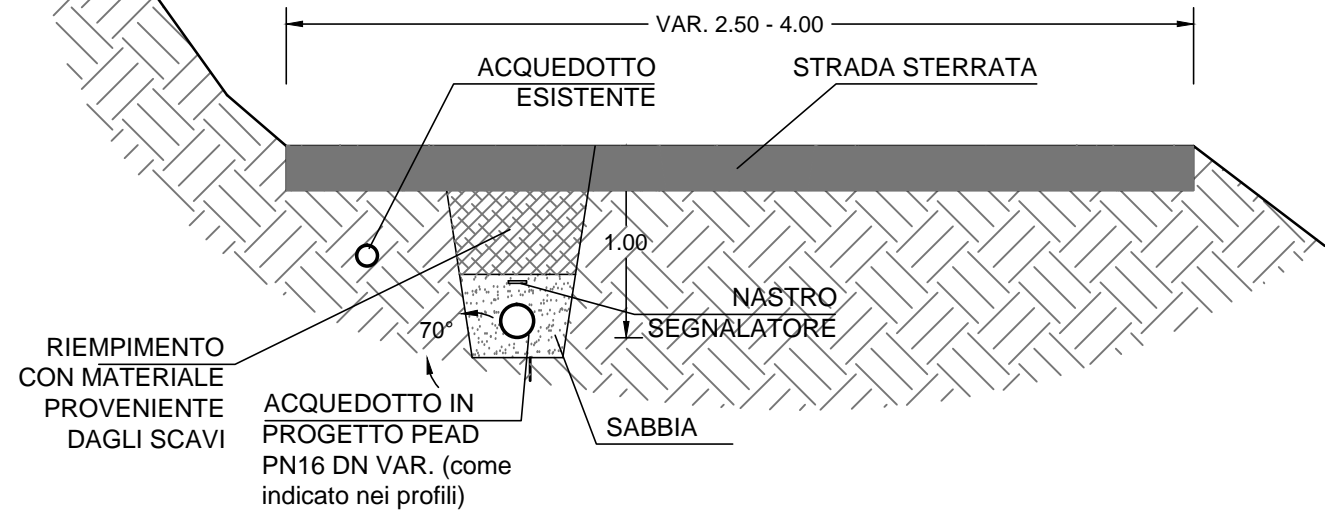 VAR. 2.50 - 4.00
ACQUEDOTTO
ESISTENTE
STRADA STERRATA
1.00
NASTRO
SEGNALATORE
70°
RIEMPIMENTO
CON MATERIALE
PROVENIENTE
DAGLI SCAVI
ACQUEDOTTO IN
PROGETTO PEAD
PN16 DN VAR. (come
indicato nei profili)
SABBIA